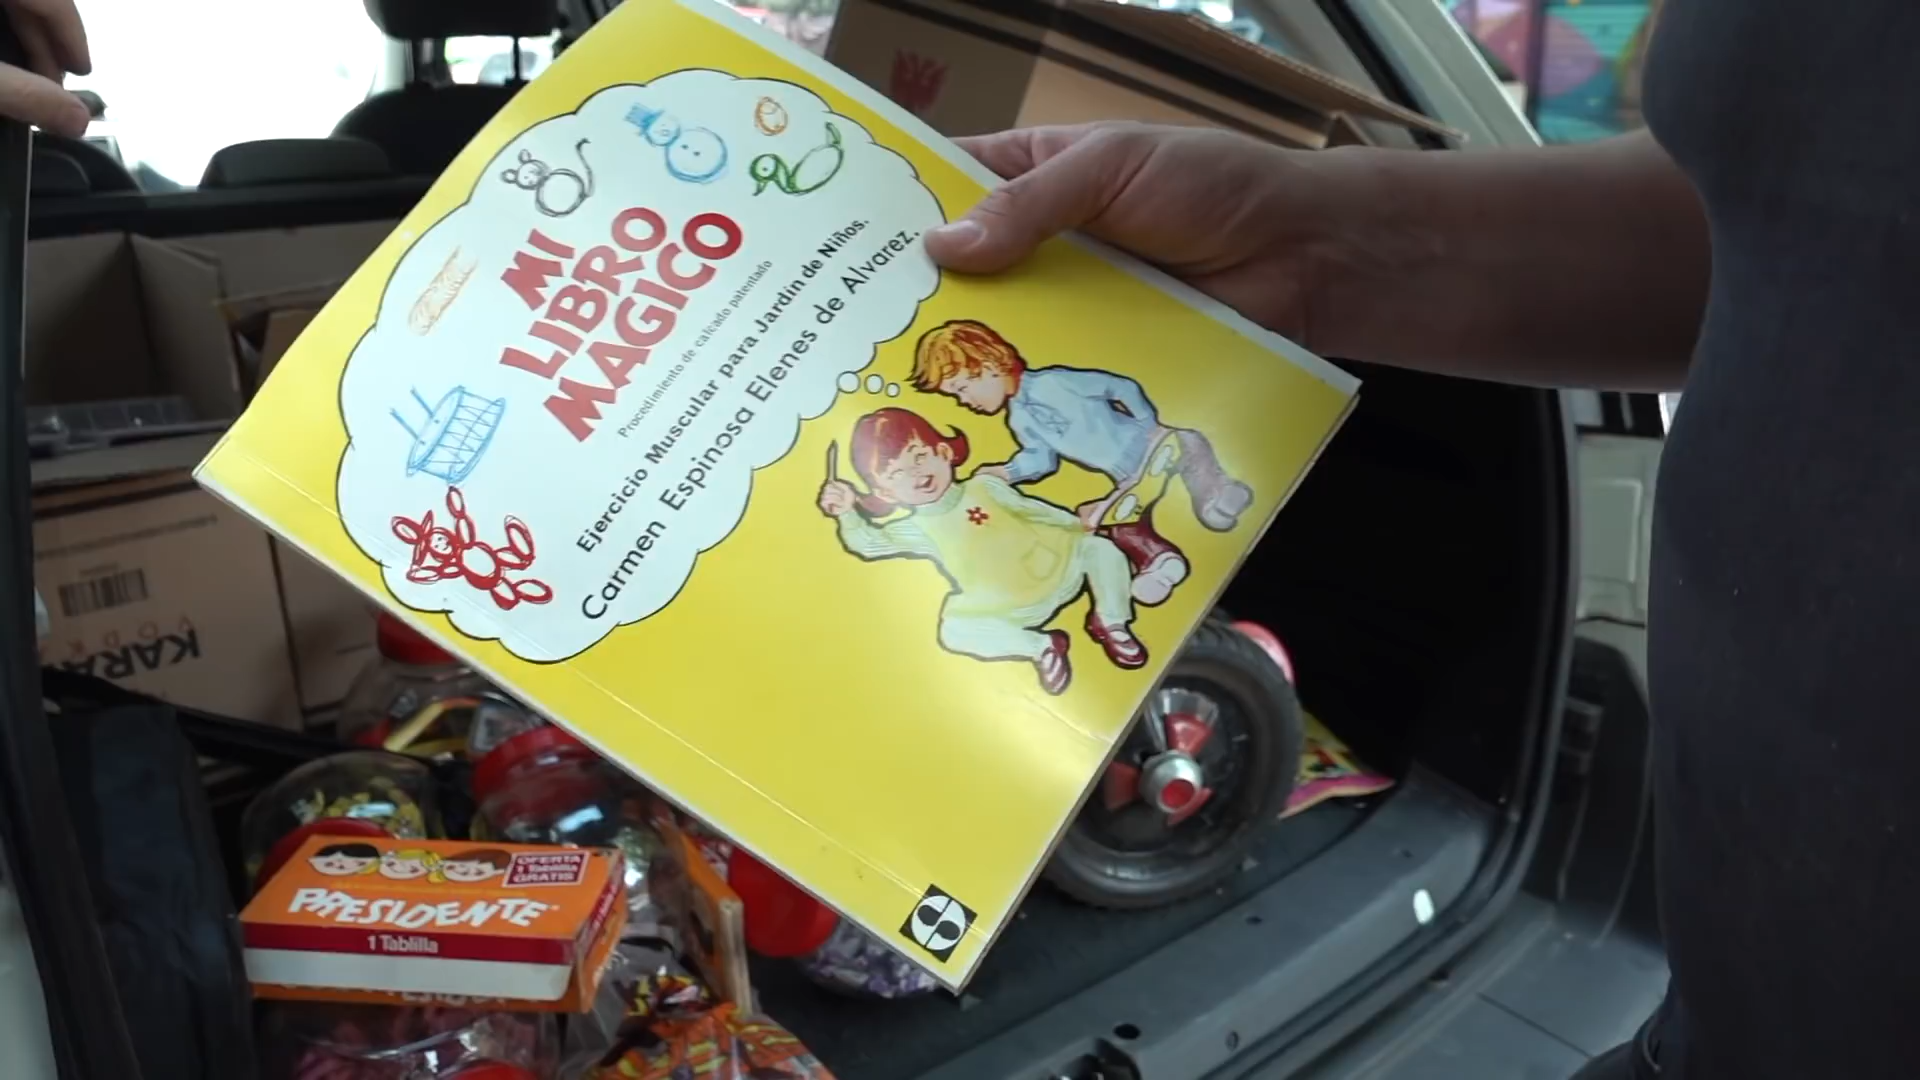 MI
LIBRO
MAGICO
Procedimiento de calcado patentado
Ejercicio Muscular para Jardín de Niños.
Carmen Espinosa Elenes de Alvarez.
OFERTA
1 Tablilla
GRATIS
PRESIDENTE
1 Tablilla